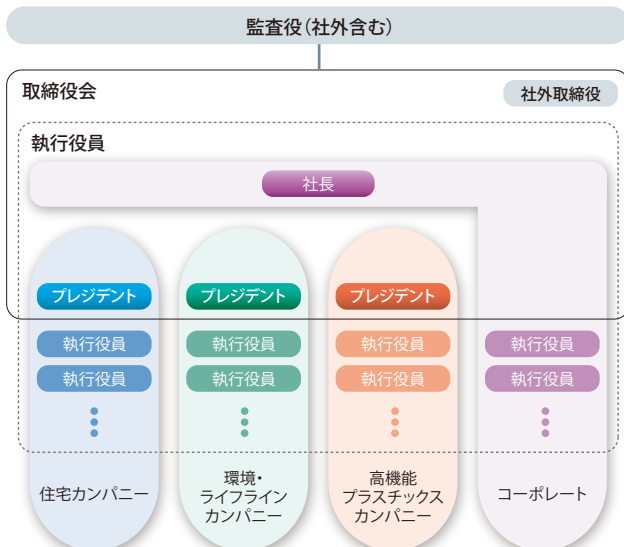 監査役(社外含む)
取締役会
社外取締役
執行役員
社長
プレジデント
プレジデント
プレジデント
執行役員
執行役員
執行役員
執行役員
執行役員
執行役員
執行役員
執行役員
住宅カンパニー
環境・
ライフライン
カンパニー
高機能
プラスチックス
カンパニー
コーポレート